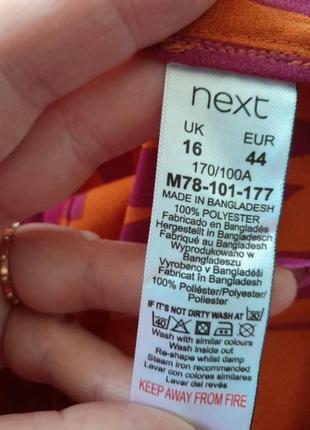 next
UK EUR
16 44
170/100A
M78-101-177
MADE IN BANGLADESH
100% POLYESTER
Fabricado en Bangladés
Hergestellt in Bangladesch
Fabriqué au Bangladesh
Wyprodukowano w
Bangladeszu
Vyrobeno v Bangladéši
Fabricat în Bangladesh
100% Poliéster/Polyester/
Poliester
IF IT'S NOT DIRTY WASH AT 30
40
Wash with similar colours
Wash inside out
Re-shape whilst damp
Steam iron recommended
Lavar con colores similares
Lavar del revés
KEEP AWAY FROM FIRE